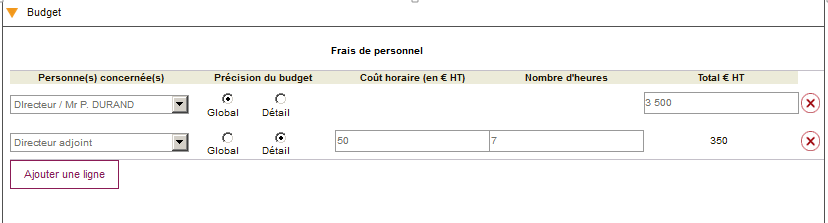 Budget
Frais de personnel
Personne(s) concernée(s) Précision du budget Coût horaire (en € HT) Nombre d'heures Total € HT
Directeur / Mr P. DURAND Global Détail 3 500
Directeur adjoint Global Détail 50 7 350
Ajouter une ligne